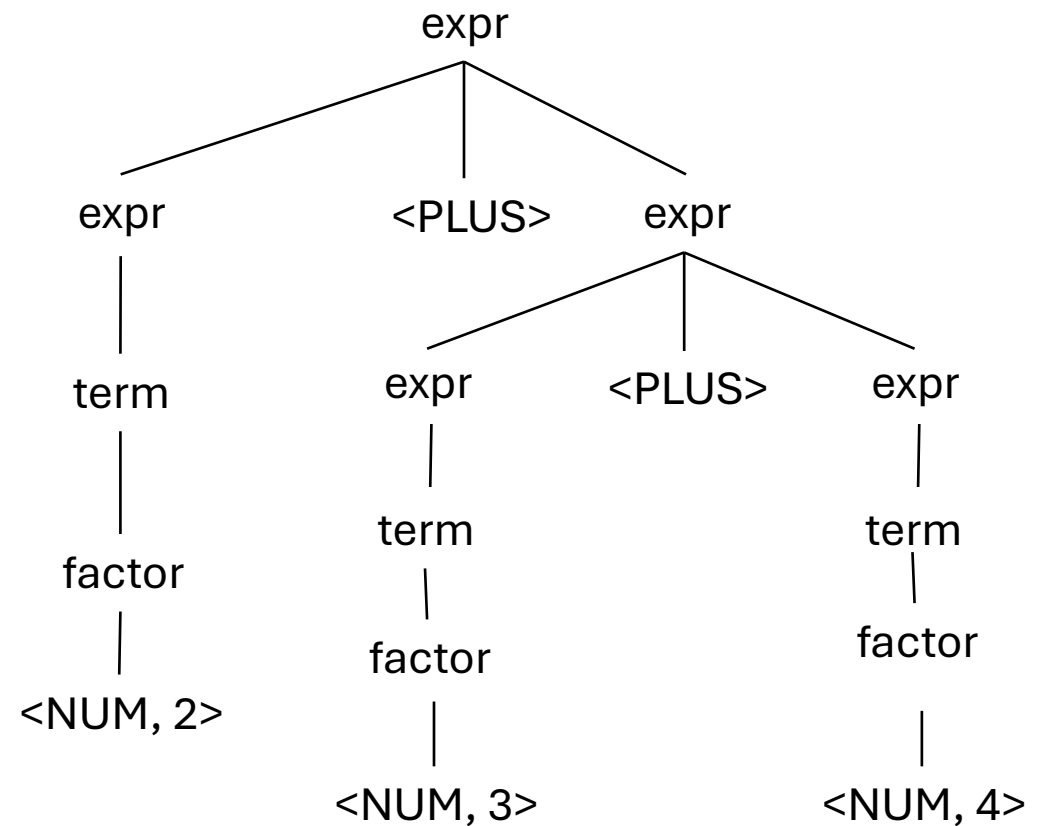 expr
expr <PLUS> expr
term expr <PLUS> expr
term term
factor
factor factor
<NUM, 2>
<NUM, 3> <NUM, 4>